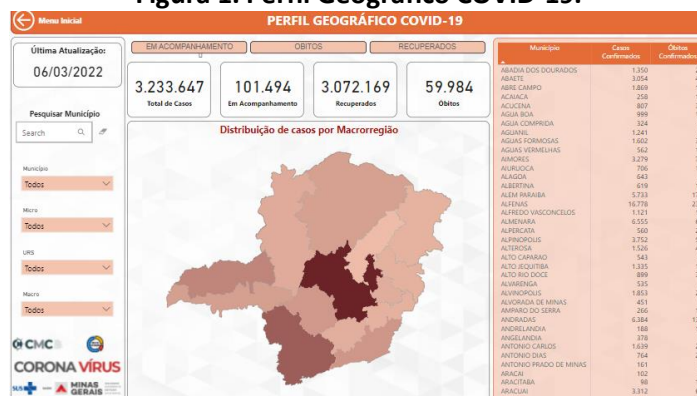 Figura 1. Perfil Geográfico COVID-19.
Menu Inicial
PERFIL GEOGRÁFICO COVID-19
Última Atualização:
06/03/2022
Pesquisar Município
Search
Município
Todos
Micro
Todos
URS
Todos
Macro
Todos
CMC
CORONA VÍRUS
SUS
MINAS
GERAIS
EM ACOMPANHAMENTO
OBITOS
RECUPERADOS
3.233.647
Total de Casos
101.494
Em Acompanhamento
3.072.169
Recuperados
59.984
Obitos
Distribuição de casos por Macrorregião
Município Casos Confirmados Óbitos Confirmados
ABADIA DOS DOURADOS 1.350
ABAETE 3.054
ABRE CAMPO 1.869
ACAIACA 258
ACUCENA 807
AGUA BOA 999
AGUA COMPRIDA 324
AGUANIL 1.241
AGUAS FORMOSAS 1.602
AGUAS VERMELHAS 562
AIMORES 3.279
AIURUOCA 706
ALAGOA 643
ALBERTINA 619
ALEM PARAIBA 5.733
ALFENAS 16.778
ALFREDO VASCONCELOS 1.121
ALMENARA 6.555
ALPERCATA 560
ALPINOPOLIS 3.752
ALTEROSA 1.526
ALTO CAPARAO 543
ALTO JEQUITIBA 1.335
ALTO RIO DOCE 899
ALVARENGA 535
ALVINOPOLIS 1.853
ALVORADA DE MINAS 451
AMPARO DO SERRA 266
ANDRADAS 6.384
ANDRELANDIA 188
ANGELANDIA 378
ANTONIO CARLOS 1.639
ANTONIO DIAS 764
ANTONIO PRADO DE MINAS 161
ARACAI 102
ARACITABA 98
ARACUAI 3.312